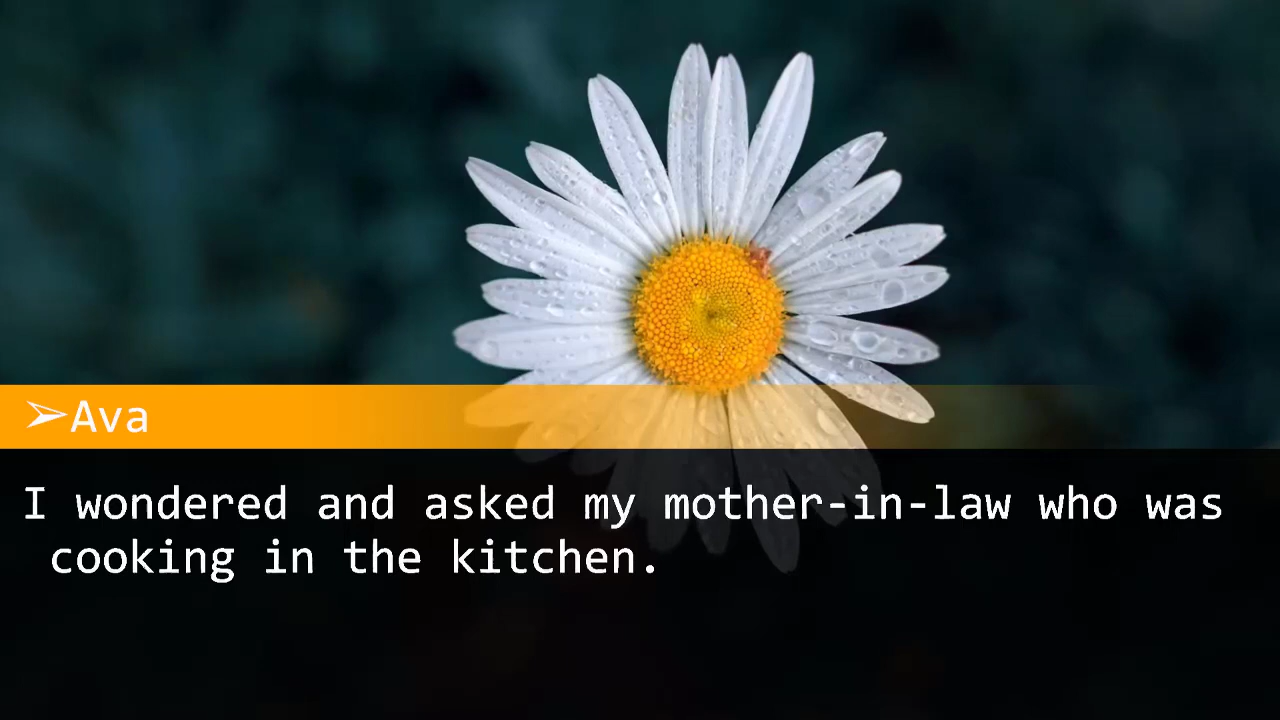 ➢Ava
I wondered and asked my mother-in-law who was
cooking in the kitchen.